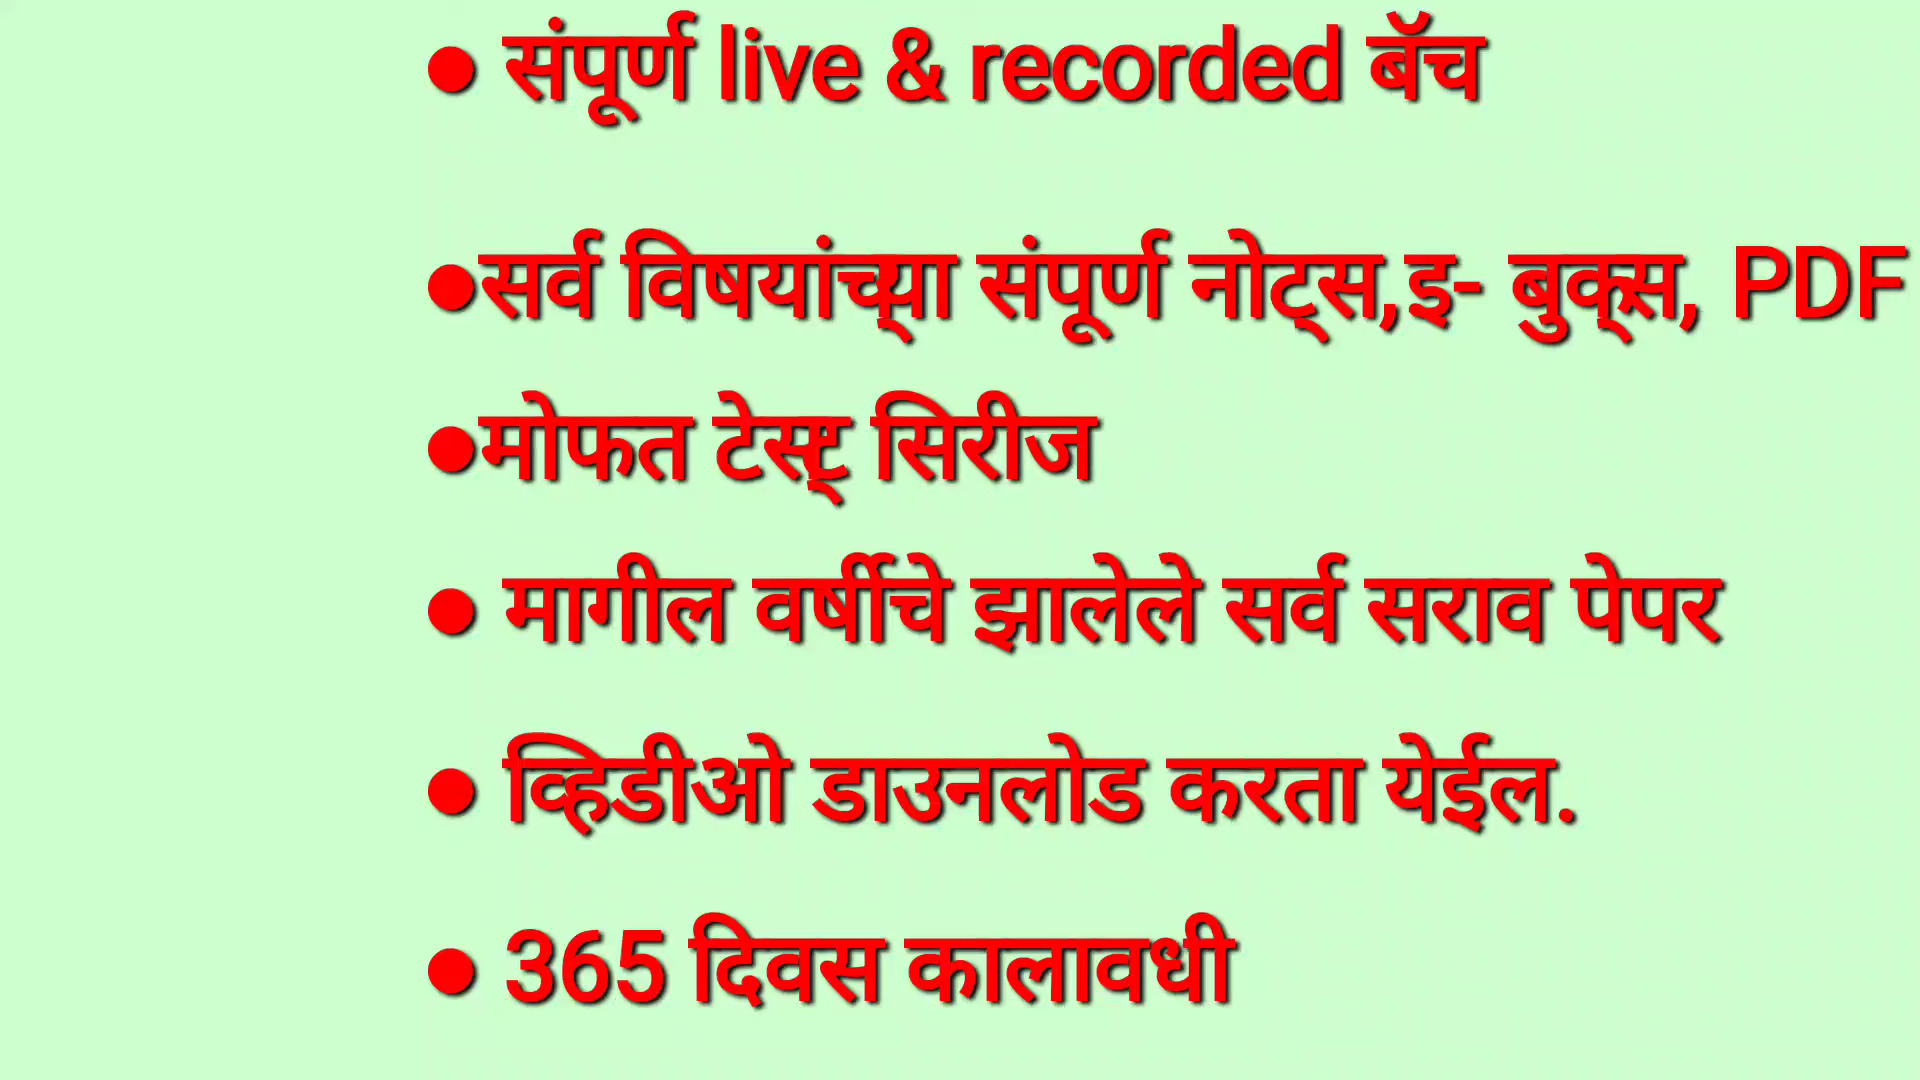 ● संपूर्ण live & recorded बॅच
●सर्व विषयांच्या संपूर्ण नोट्स,इ- बुक्स, PDF
●मोफत टेस्ट् सिरीज
● मागील वर्षीचे झालेले सर्व सराव पेपर
● व्हिडीओ डाउनलोड करता येईल.
● 365 दिवस कालावधी